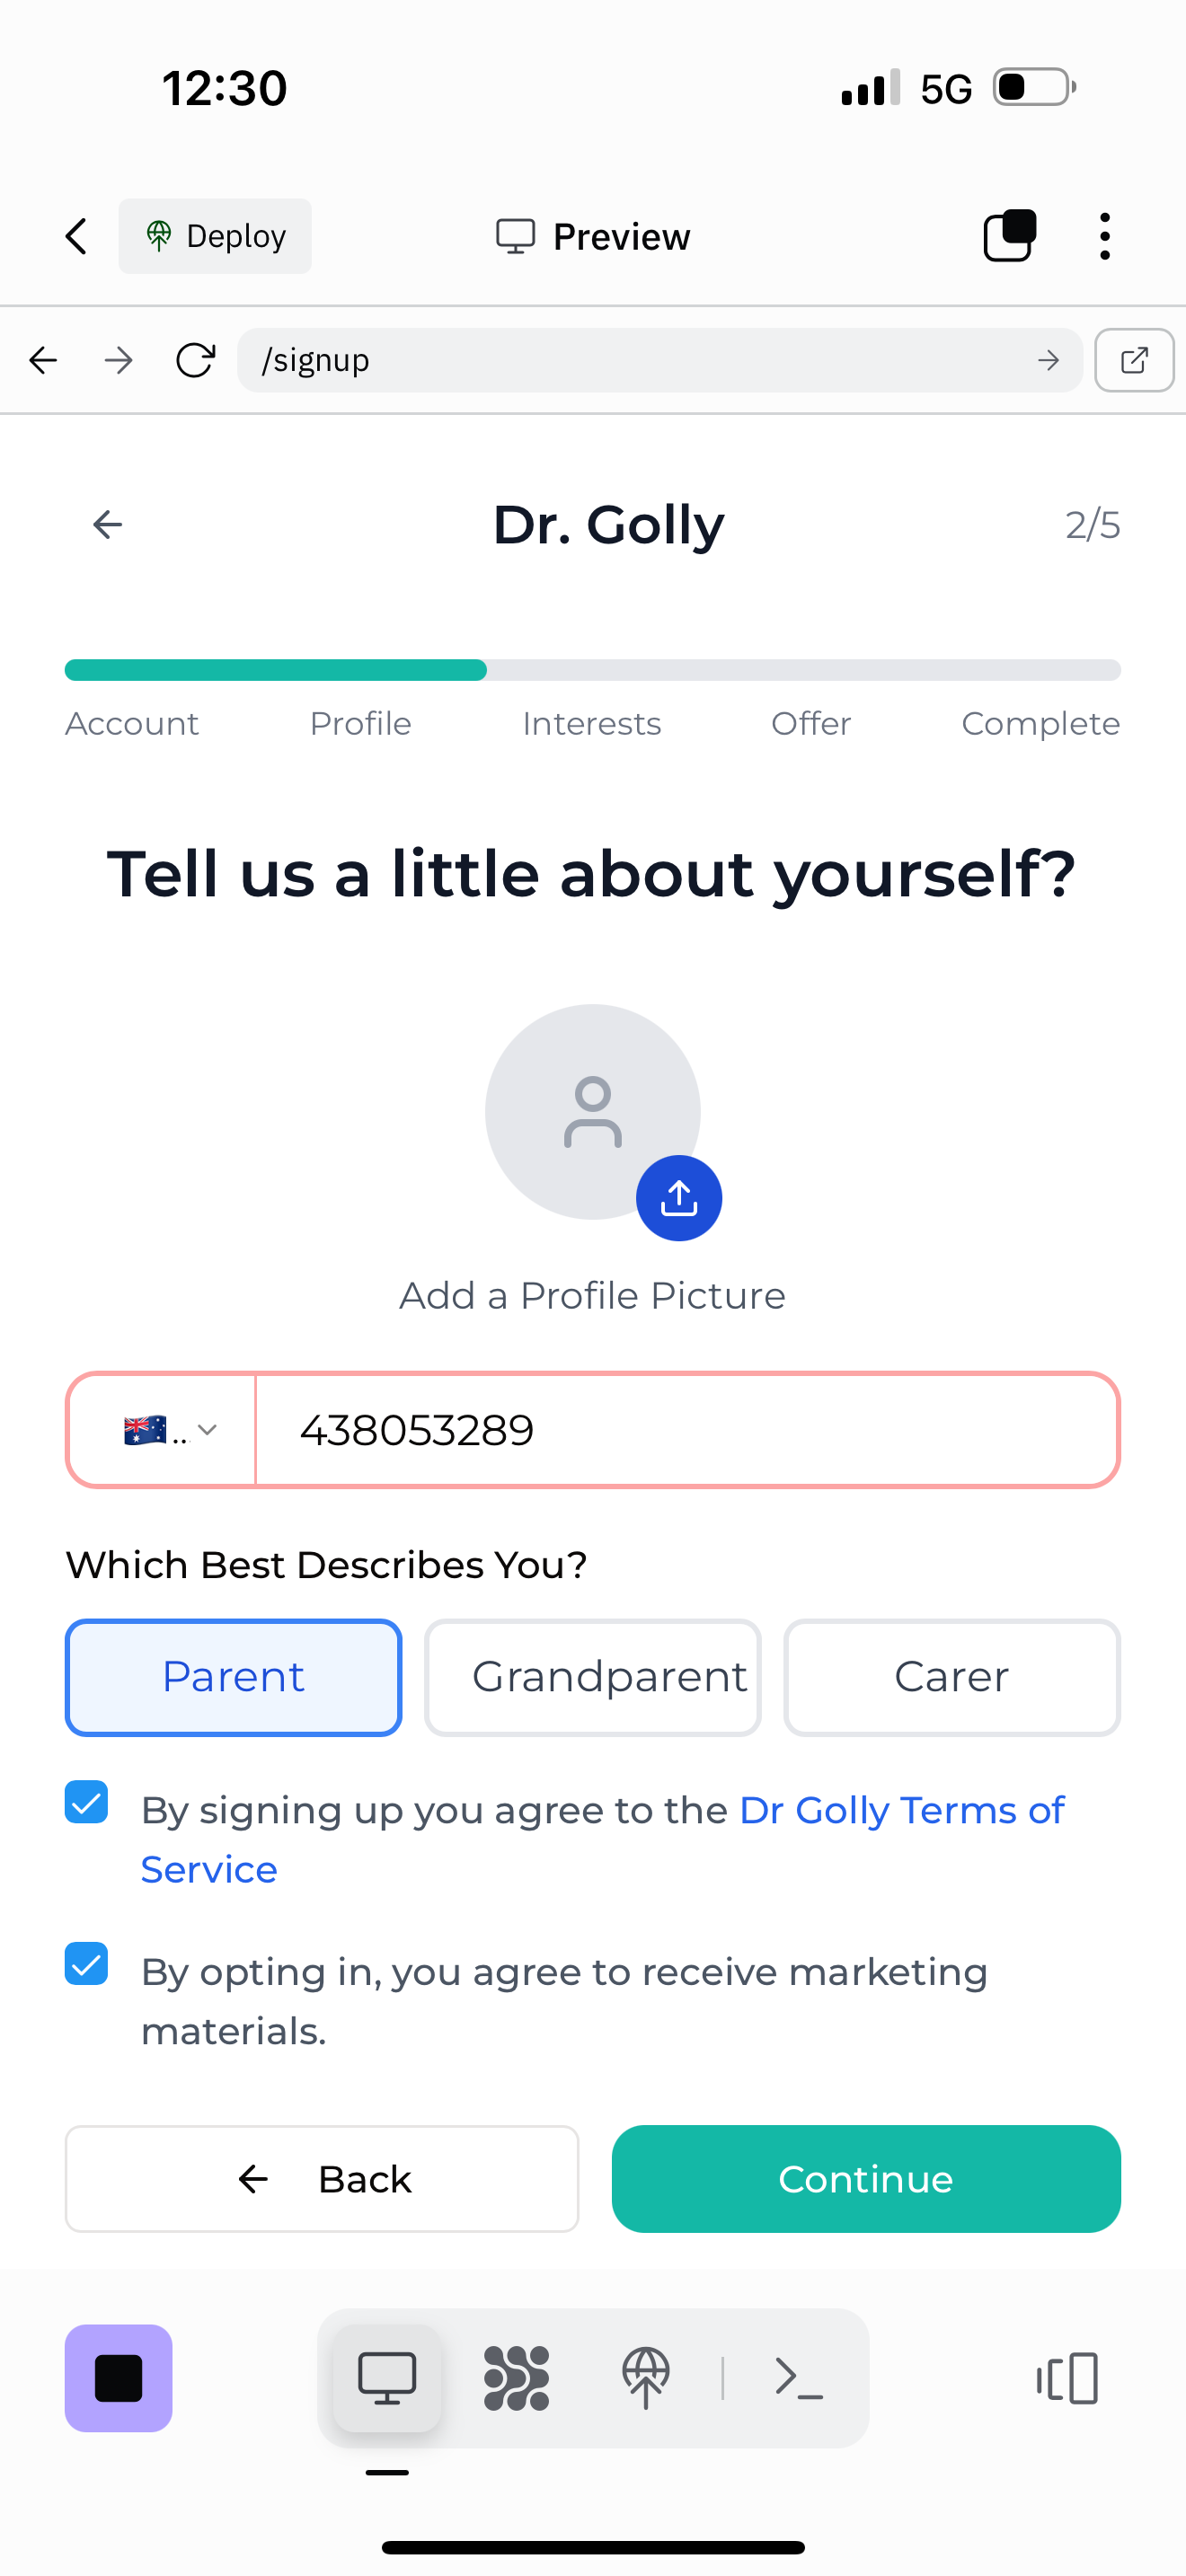 12:30
5G
Deploy
Preview
/signup
Dr. Golly
2/5
Account Profile Interests Offer Complete
Tell us a little about yourself?
Add a Profile Picture
.. 438053289
Which Best Describes You?
Parent Grandparent Carer
By signing up you agree to the Dr Golly Terms of
Service
By opting in, you agree to receive marketing
materials.
Back Continue